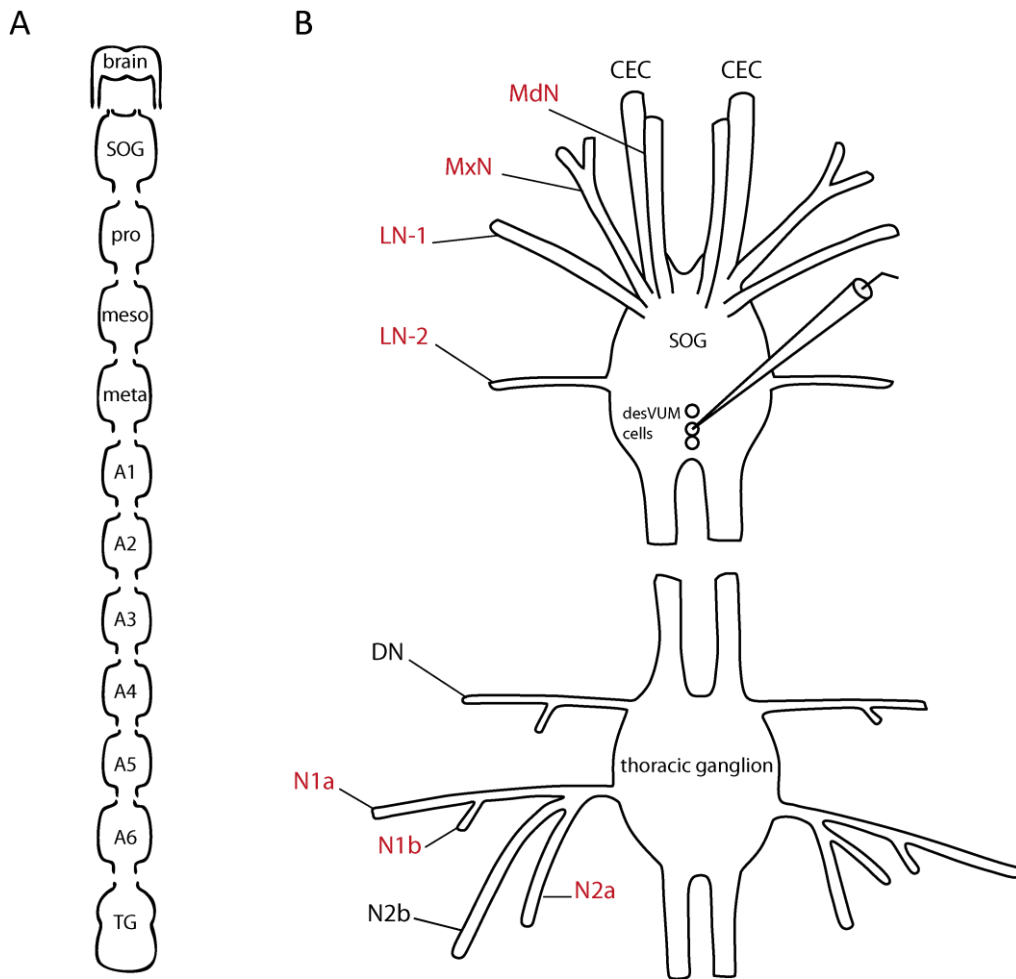 A
brain
SOG
pro
meso
meta
A1
A2
A3
A4
A5
A6
TG
B
CEC
CEC
MdN
MxN
LN-1
LN-2
SOG
desVUM
cells
DN
thoracic ganglion
N1a
N1b
N2a
N2b